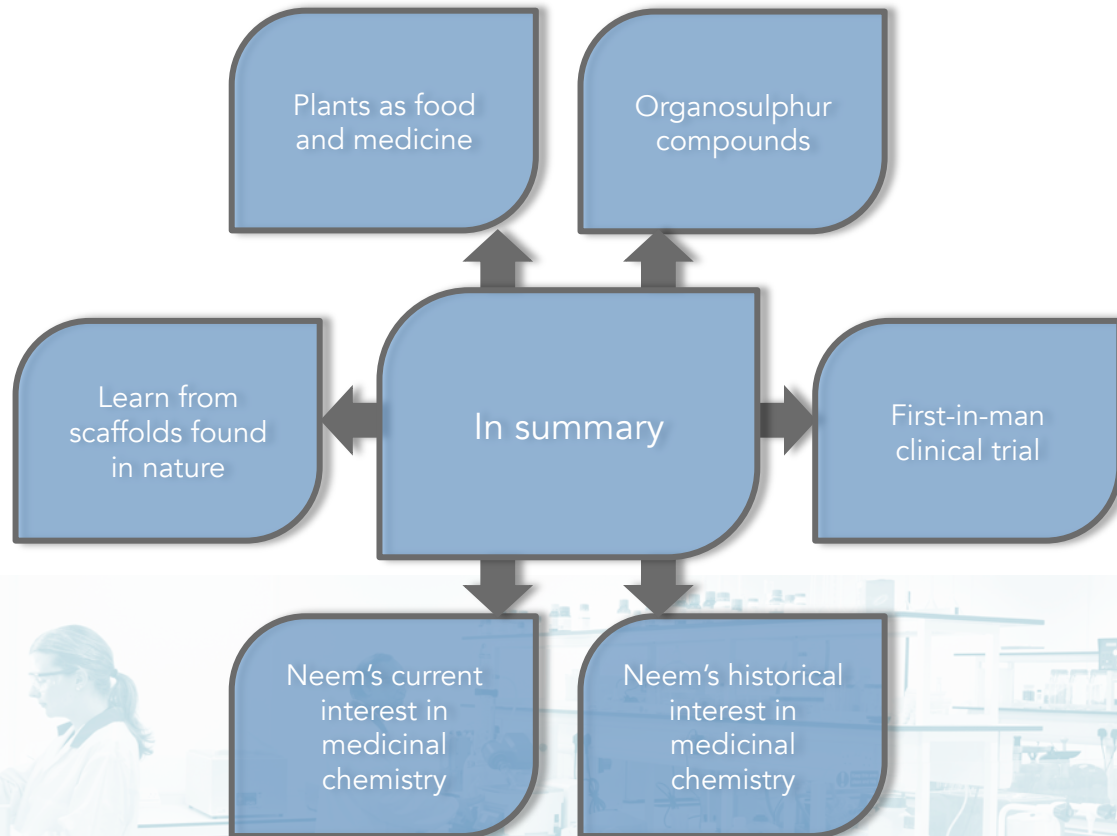 Plants as food
and medicine
Organosulphur
compounds
Learn from
scaffolds found
in nature
In summary
First-in-man
clinical trial
Neem’s current
interest in
medicinal
chemistry
Neem’s historical
interest in
medicinal
chemistry